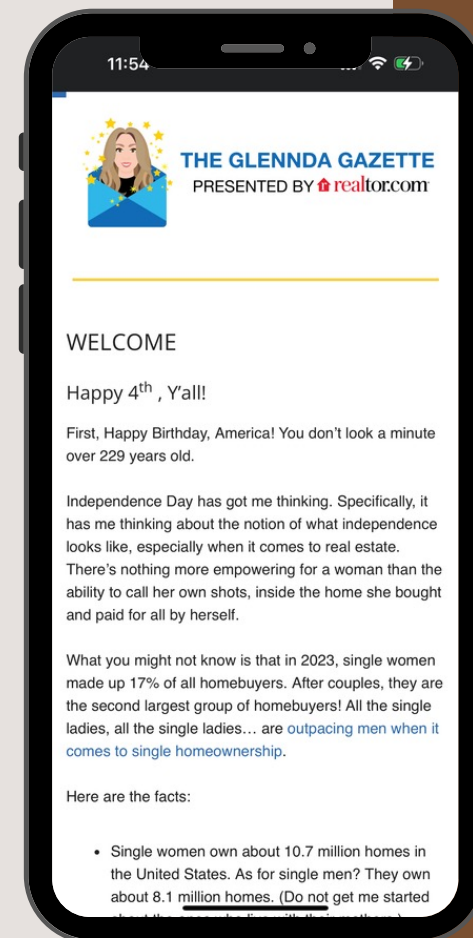 11:54
THE GLENNDA GAZETTE
PRESENTED BY realtor.com
WELCOME
Happy 4th , Y'all!
First, Happy Birthday, America! You don't look a minute
over 229 years old.
Independence Day has got me thinking. Specifically, it
has me thinking about the notion of what independence
looks like, especially when it comes to real estate.
There's nothing more empowering for a woman than the
ability to call her own shots, inside the home she bought
and paid for all by herself.
What you might not know is that in 2023, single women
made up 17% of all homebuyers. After couples, they are
the second largest group of homebuyers! All the single
ladies, all the single ladies… are outpacing men when it
comes to single homeownership.
Here are the facts:
• Single women own about 10.7 million homes in
the United States. As for single men? They own
about 8.1 million homes. (Do not get me started